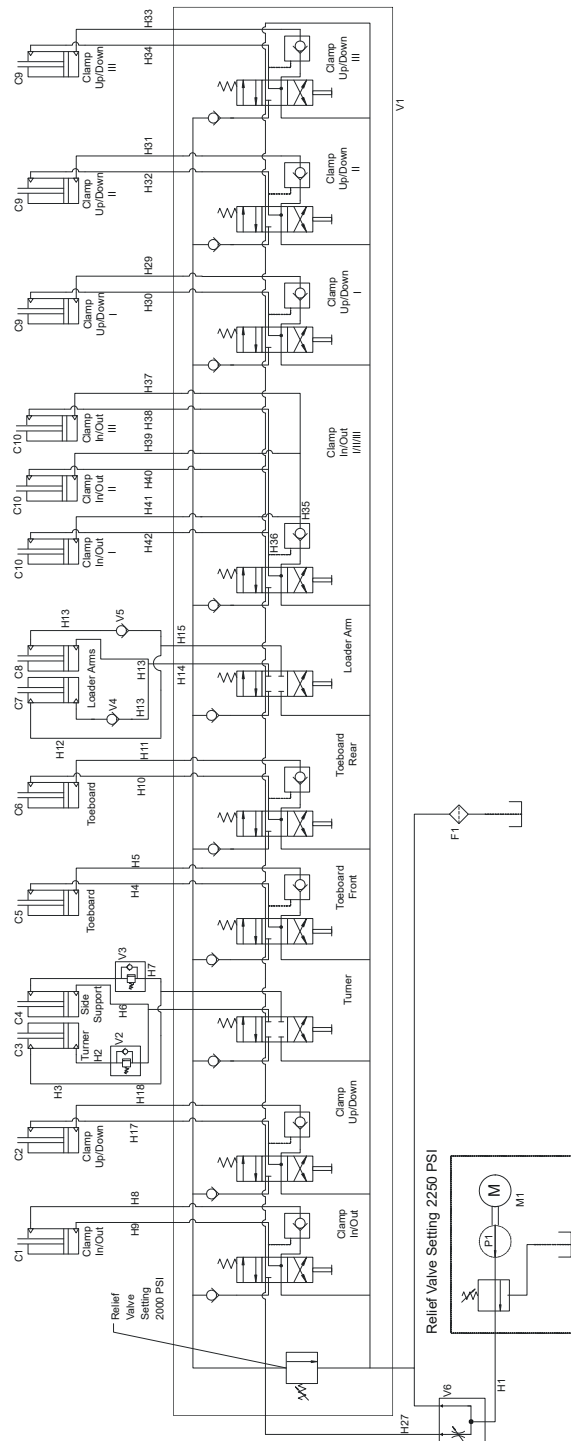 H33
H34
C9
Clamp
Up/Down
III
Clamp
Up/Down
III
V1
H31
H32
C9
Clamp
Up/Down
II
Clamp
Up/Down
II
H29
H30
C9
Clamp
Up/Down
I
Clamp
Up/Down
I
H37
H38
C10
Clamp
In/Out
III
H39
H40
C10
Clamp
In/Out
II
H41
H42
C10
Clamp
In/Out
I
H35
H36
Clamp
In/Out
I/II/III
H13
V5
C8
C7
Loader Arms
H13
H13
V4
H15
H14
H12
H11
Loader Arm
C6
Toeboard
H10
Toeboard
Rear
H5
H4
C5
Toeboard
Toeboard
Front
V3
H7
C4
Side
Support
H6
C3
Turner
H2
V2
H3
H18
Turner
C2
Clamp
Up/Down
H17
Clamp
Up/Down
H8
H9
C1
Clamp
In/Out
Clamp
In/Out
Relief
Valve
Setting
2000 PSI
F1
Relief Valve Setting 2250 PSI
M
M1
P1
H1
V6
H27